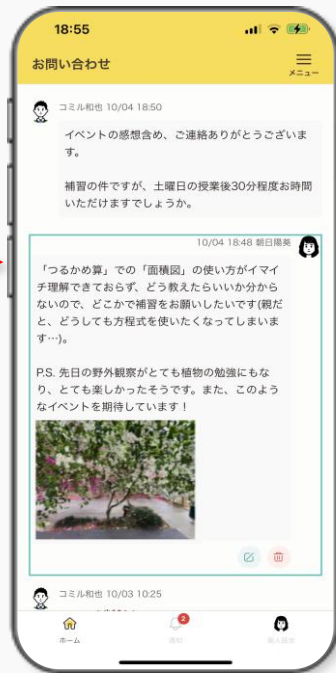 18:55
お問い合わせ
メニュー
コミル和也 10/04 18:50
イベントの感想含め、ご連絡ありがとうございま
す。
補習の件ですが、土曜日の授業後30分程度お時間
いただけますでしょうか。
10/04 18:48 朝日陽葵
「つるかめ算」での「面積図」の使い方がイマイ
チ理解できておらず、どう教えたらいいか分から
ないので、どこかで補習をお願いしたいです(親だ
と、どうしても方程式を使いたくなってしまいま
す…)。
P.S. 先日の野外観察がとても植物の勉強にもな
り、とても楽しかったそうです。また、このよう
なイベントを期待しています！
コミル和也 10/03 10:25
2
ホーム
通知